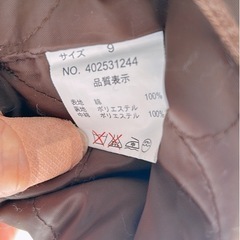 サイズ 9
NO. 402531244
品質表示
表地 綿 100%
裏地 ポリエステル
中綿 ポリエステル 100%